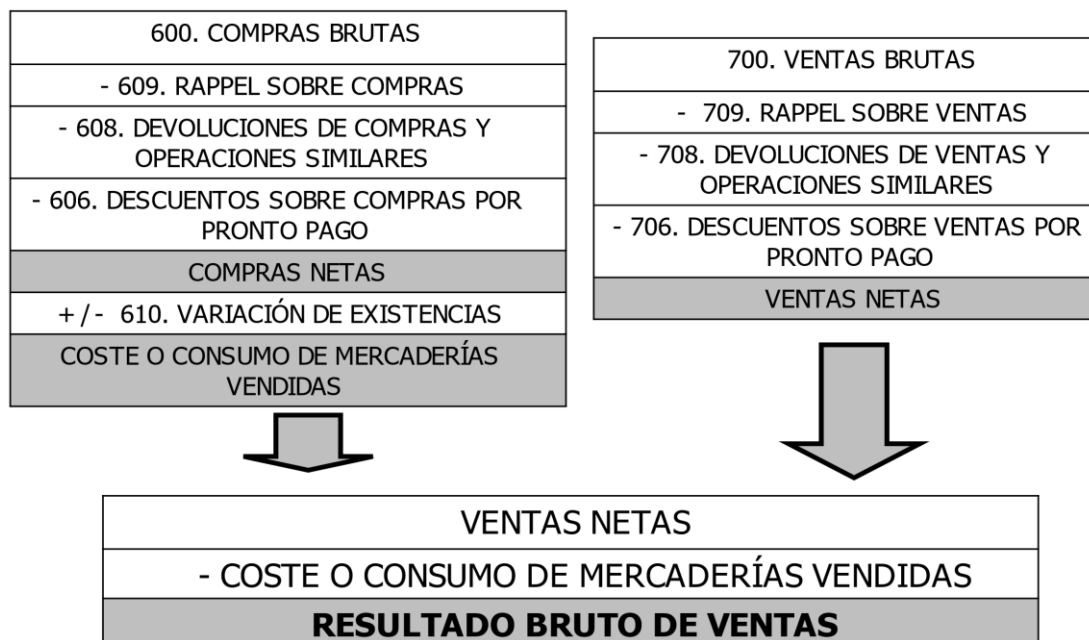 600. COMPRAS BRUTAS
- 609. RAPPEL SOBRE COMPRAS
- 608. DEVOLUCIONES DE COMPRAS Y
OPERACIONES SIMILARES
- 606. DESCUENTOS SOBRE COMPRAS POR
PRONTO PAGO
COMPRAS NETAS
+/- 610. VARIACIÓN DE EXISTENCIAS
COSTE O CONSUMO DE MERCADERÍAS
VENDIDAS
700. VENTAS BRUTAS
- 709. RAPPEL SOBRE VENTAS
- 708. DEVOLUCIONES DE VENTAS Y
OPERACIONES SIMILARES
- 706. DESCUENTOS SOBRE VENTAS POR
PRONTO PAGO
VENTAS NETAS
VENTAS NETAS
- COSTE O CONSUMO DE MERCADERÍAS VENDIDAS
RESULTADO BRUTO DE VENTAS